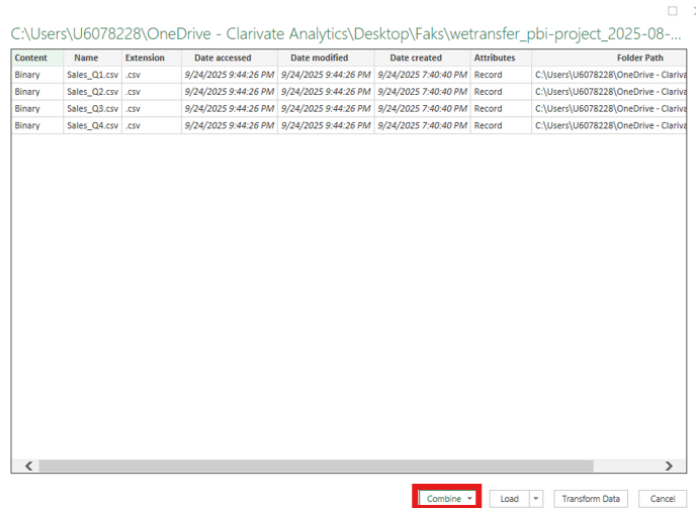 C:\Users\U6078228\OneDrive - Clarivate Analytics\Desktop\Faks\wetransfer_pbi-project_2025-08-...
Content Name Extension Date accessed Date modified Date created Attributes Folder Path
Binary Sales_Q1.csv .csv 9/24/2025 9:44:26 PM 9/24/2025 9:44:26 PM 9/24/2025 7:40:40 PM Record C:\Users\U6078228\OneDrive - Clariva
Binary Sales_Q2.csv .csv 9/24/2025 9:44:26 PM 9/24/2025 9:44:26 PM 9/24/2025 7:40:40 PM Record C:\Users\U6078228\OneDrive - Clariva
Binary Sales_Q3.csv .csv 9/24/2025 9:44:26 PM 9/24/2025 9:44:26 PM 9/24/2025 7:40:40 PM Record C:\Users\U6078228\OneDrive - Clariva
Binary Sales_Q4.csv .csv 9/24/2025 9:44:26 PM 9/24/2025 9:44:26 PM 9/24/2025 7:40:40 PM Record C:\Users\U6078228\OneDrive - Clariva
Combine Load Transform Data Cancel